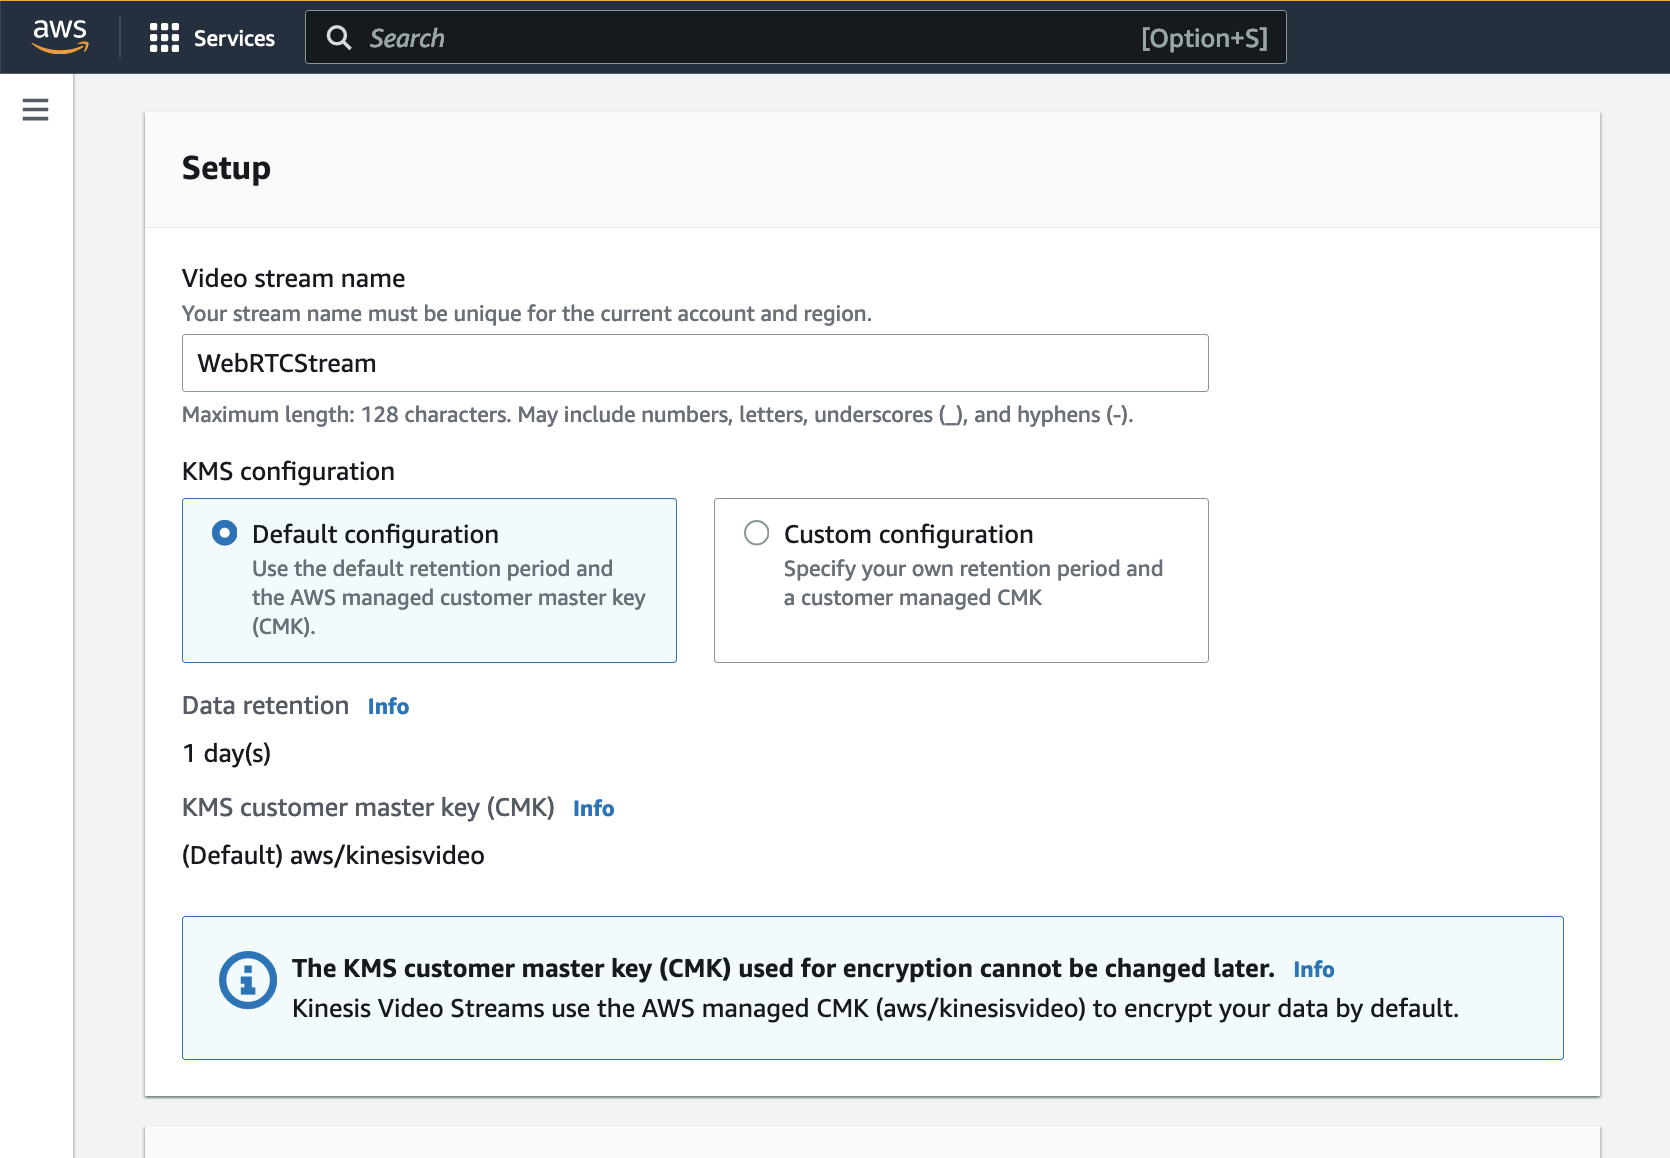 aws
Services
Search
[Option+S]
Setup
Video stream name
Your stream name must be unique for the current account and region.
WebRTCStream
Maximum length: 128 characters. May include numbers, letters, underscores (_), and hyphens (-).
KMS configuration
Default configuration
Use the default retention period and
the AWS managed customer master key
(CMK).
Custom configuration
Specify your own retention period and
a customer managed CMK
Data retention Info
1 day(s)
KMS customer master key (CMK) Info
(Default) aws/kinesisvideo
The KMS customer master key (CMK) used for encryption cannot be changed later. Info
Kinesis Video Streams use the AWS managed CMK (aws/kinesisvideo) to encrypt your data by default.